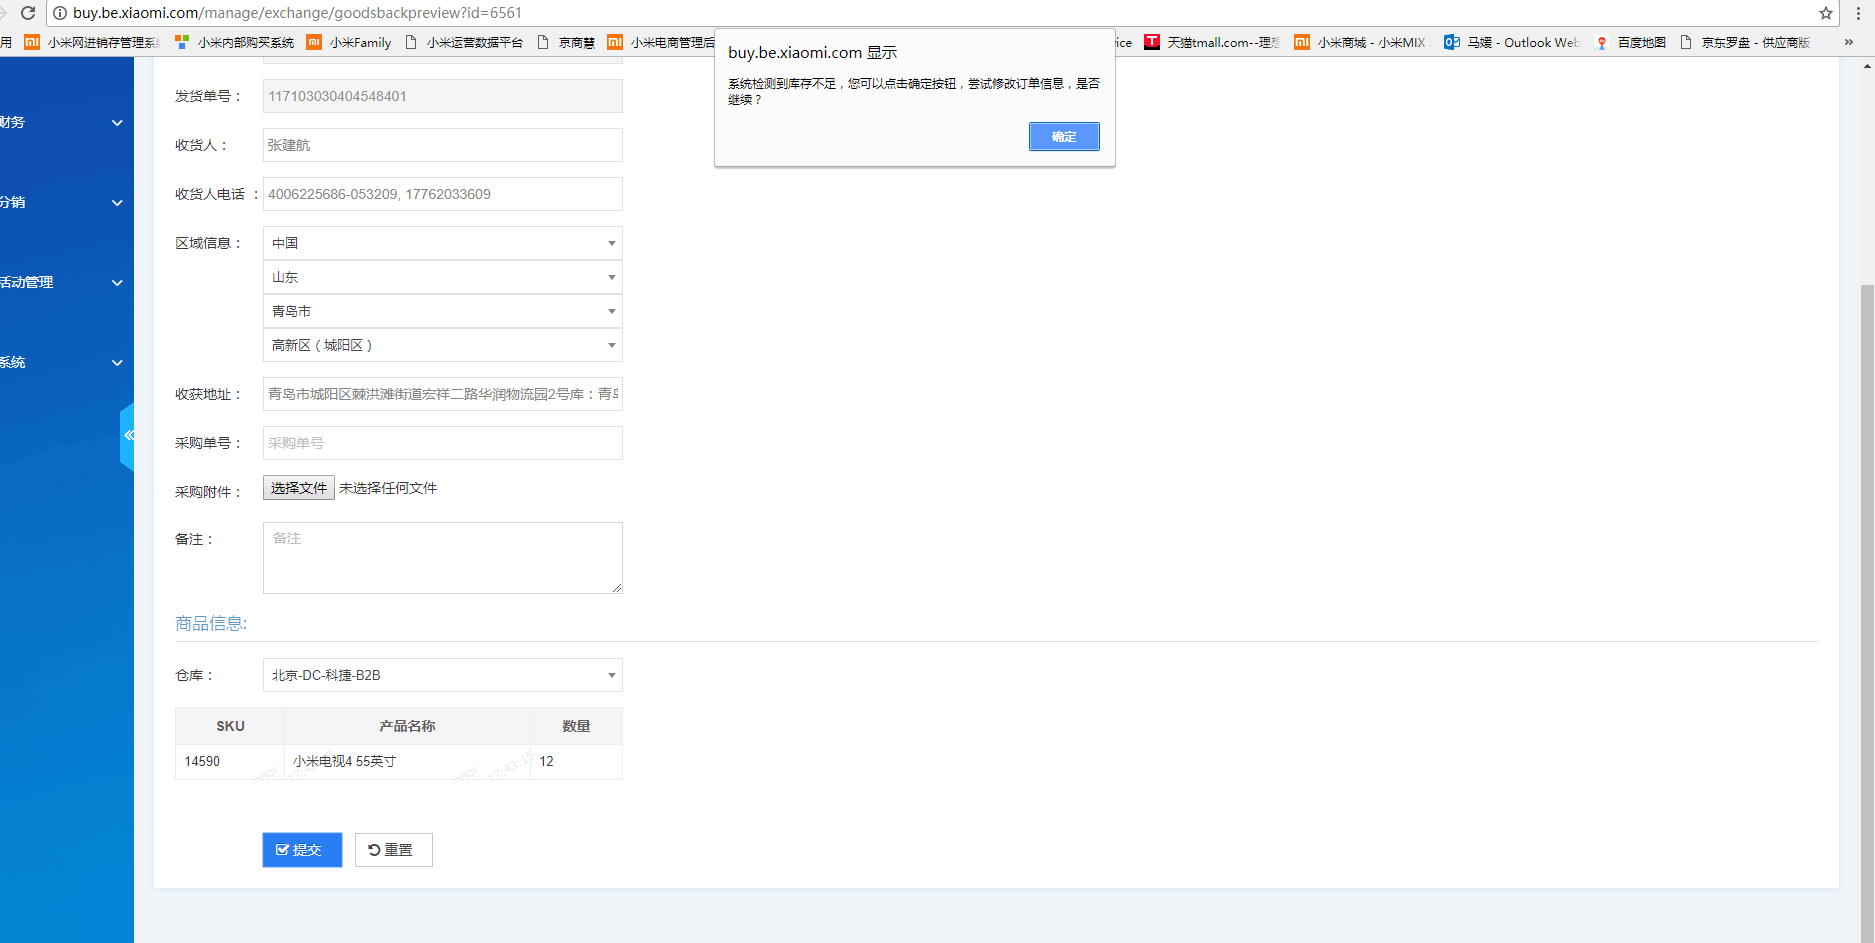 buy.be.xiaomi.com/manage/exchange/goodsbackpreview?id=6561
用 小米网进销存管理系 小米内部购买系统 小米Family 小米运营数据平台 京商慧 小米电商管理后 ice 天猫tmall.com--理想 小米商城 - 小米MIX 马媛 - Outlook Web 百度地图 京东罗盘 - 供应商版 »
buy.be.xiaomi.com 显示
系统检测到库存不足，您可以点击确定按钮，尝试修改订单信息，是否
继续？
确定
财务
分销
活动管理
系统
发货单号： 117103030404548401
收货人： 张建航
收货人电话 ： 4006225686-053209, 17762033609
区域信息： 中国
山东
青岛市
高新区（城阳区）
收获地址： 青岛市城阳区棘洪滩街道宏祥二路华润物流园2号库：青岛
采购单号： 采购单号
采购附件： 选择文件 未选择任何文件
备注： 备注
商品信息:
仓库： 北京-DC-科捷-B2B
SKU 产品名称 数量
14590 小米电视4 55英寸 12
17:43:15
提交 重置